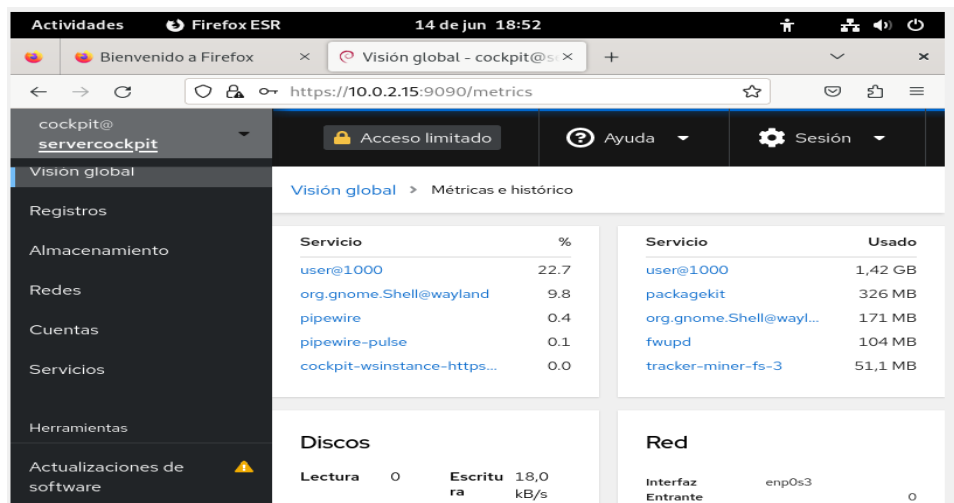 Actividades Firefox ESR 14 de jun 18:52
Bienvenido a Firefox × Visión global - cockpit@s × +
https://10.0.2.15:9090/metrics
cockpit@
servercockpit
Acceso limitado Ayuda Sesión
Visión global
Registros
Almacenamiento
Redes
Cuentas
Servicios
Herramientas
Actualizaciones de
software
Visión global > Métricas e histórico
Servicio %
user@1000 22.7
org.gnome.Shell@wayland 9.8
pipewire 0.4
pipewire-pulse 0.1
cockpit-wsinstance-https... 0.0
Servicio Usado
user@1000 1,42 GB
packagekit 326 MB
org.gnome.Shell@wayl... 171 MB
fwupd 104 MB
tracker-miner-fs-3 51,1 MB
Discos
Lectura 0 Escritu 18,0
ra kB/s
Red
Interfaz enp0s3
Entrante 0